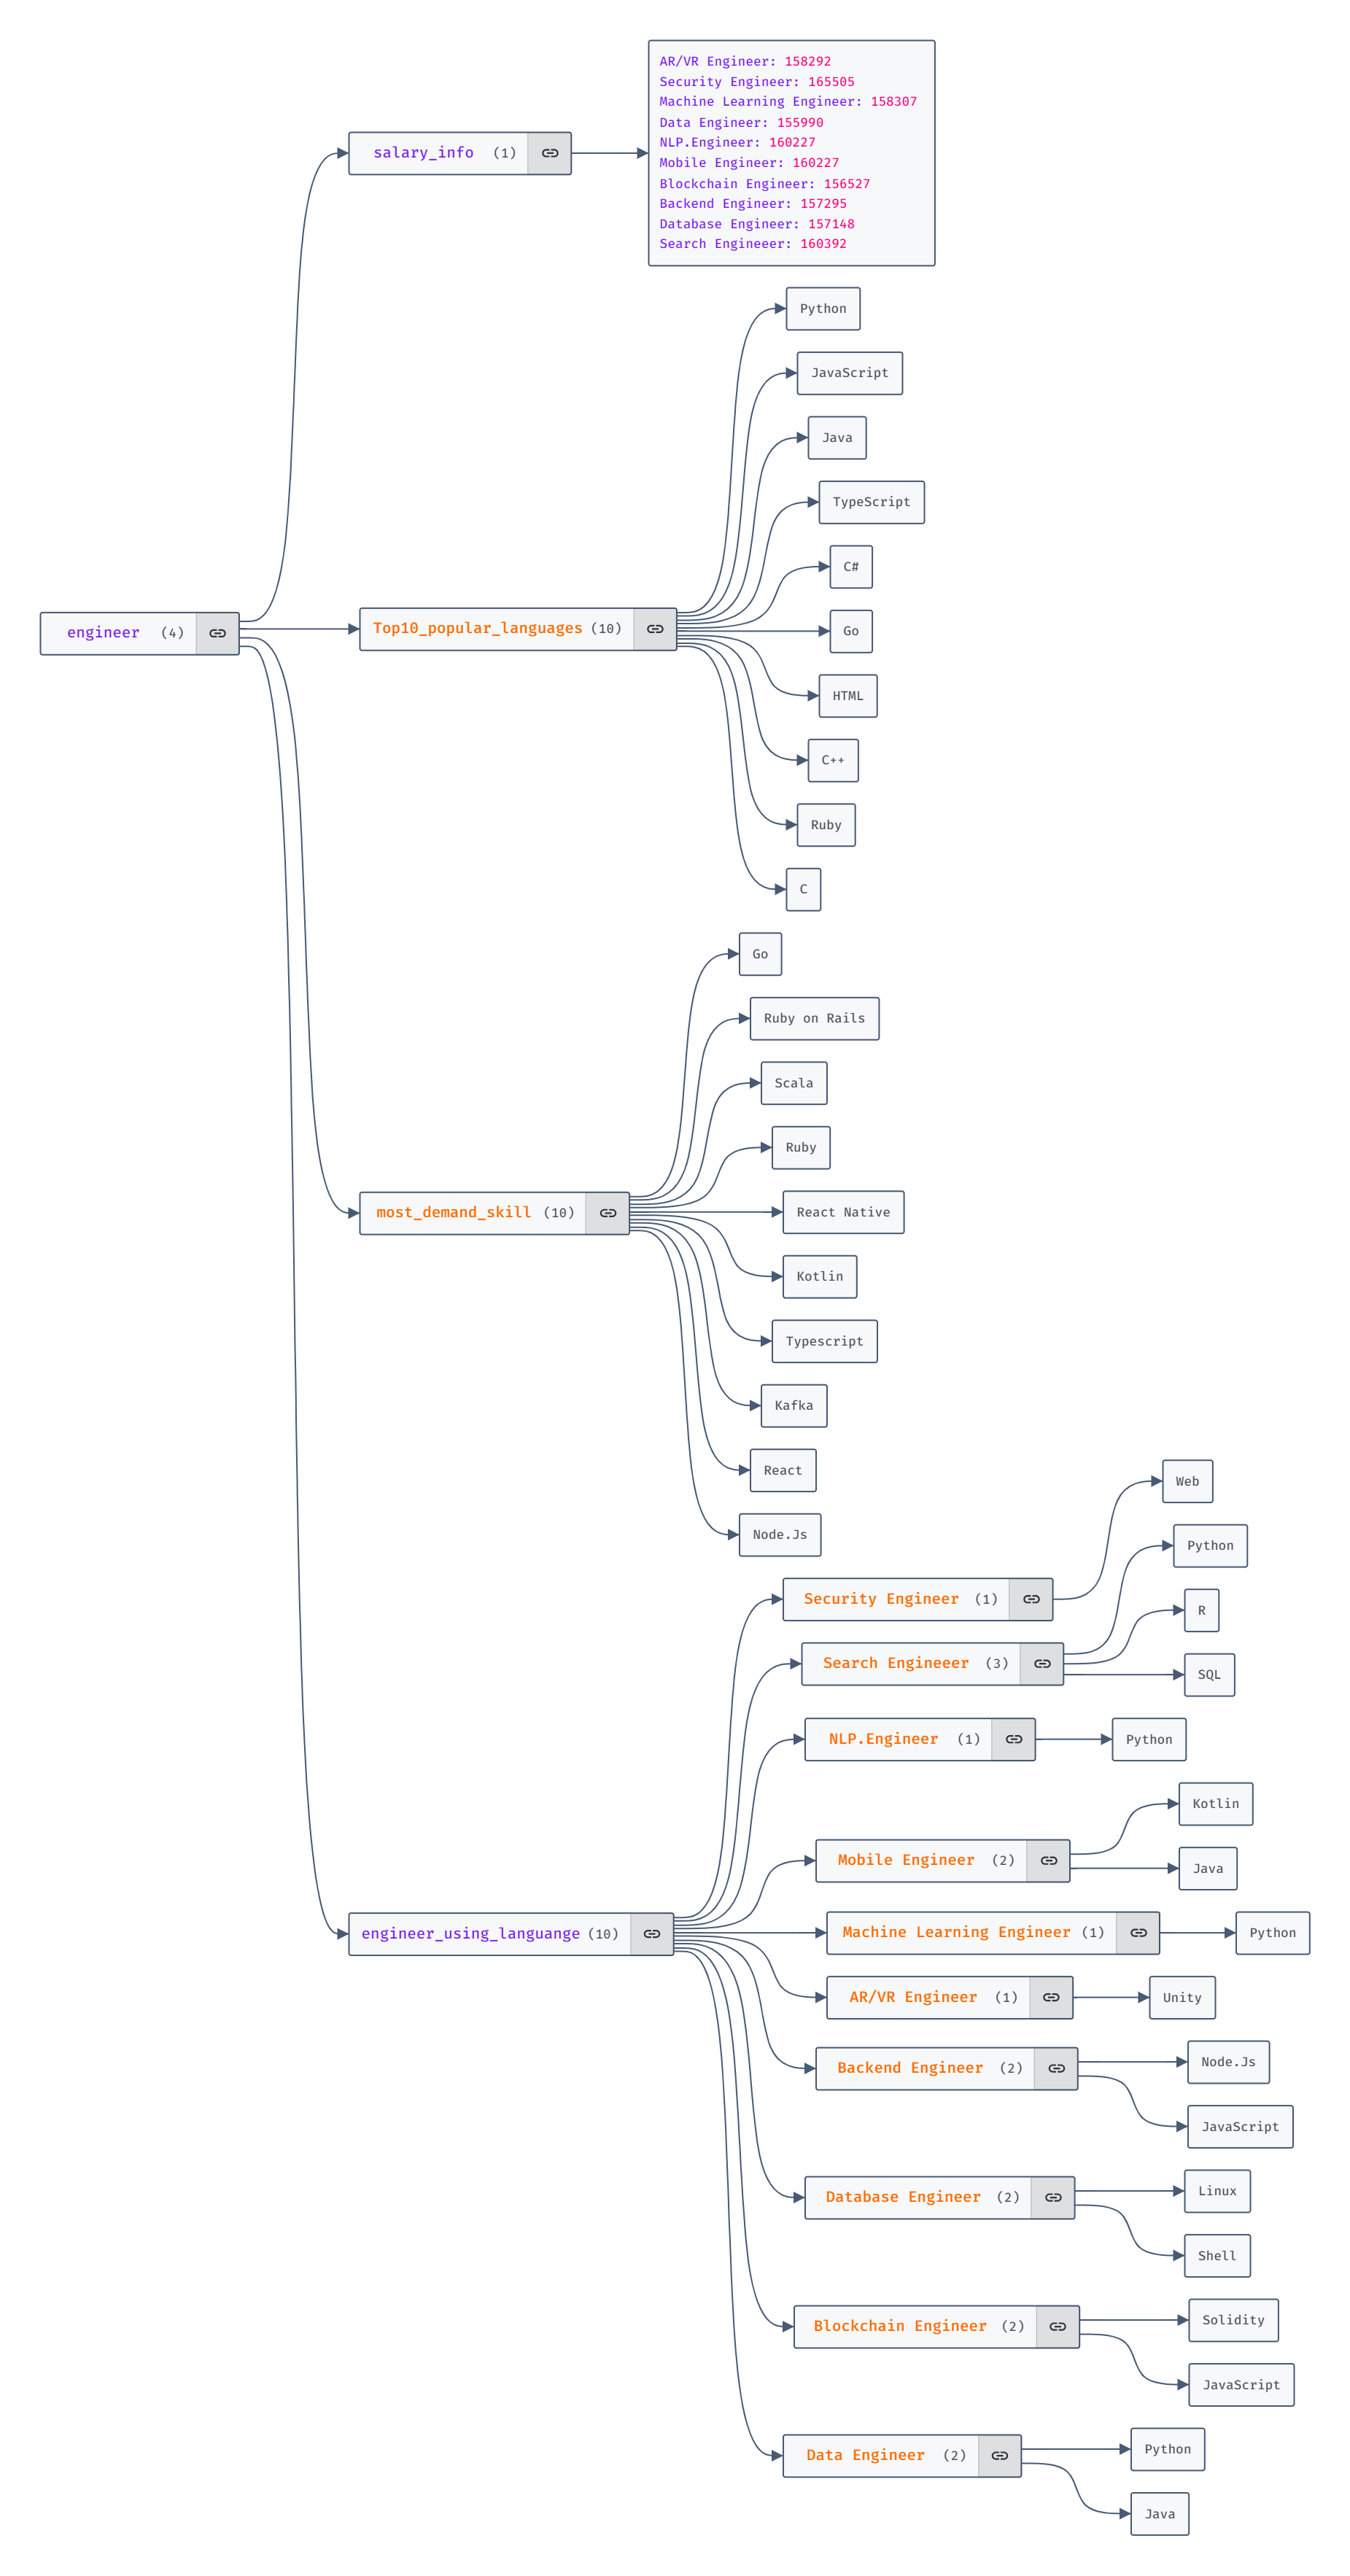 AR/VR Engineer: 158292
Security Engineer: 165505
Machine Learning Engineer: 158307
Data Engineer: 155990
NLP.Engineer: 160227
Mobile Engineer: 160227
Blockchain Engineer: 156527
Backend Engineer: 157295
Database Engineer: 157148
Search Engineeer: 160392
salary_info (1)
Python
JavaScript
Java
TypeScript
C#
engineer (4)
Top10_popular_languages (10)
Go
HTML
C++
Ruby
C
Go
Ruby on Rails
Scala
Ruby
most_demand_skill (10)
React Native
Kotlin
Typescript
Kafka
React
Node.Js
Web
Python
Security Engineer (1)
R
Search Engineeer (3)
SQL
NLP.Engineer (1)
Python
Kotlin
Mobile Engineer (2)
Java
engineer_using_languange (10)
Machine Learning Engineer (1)
Python
AR/VR Engineer (1)
Unity
Backend Engineer (2)
Node.Js
JavaScript
Database Engineer (2)
Linux
Shell
Blockchain Engineer (2)
Solidity
JavaScript
Data Engineer (2)
Python
Java